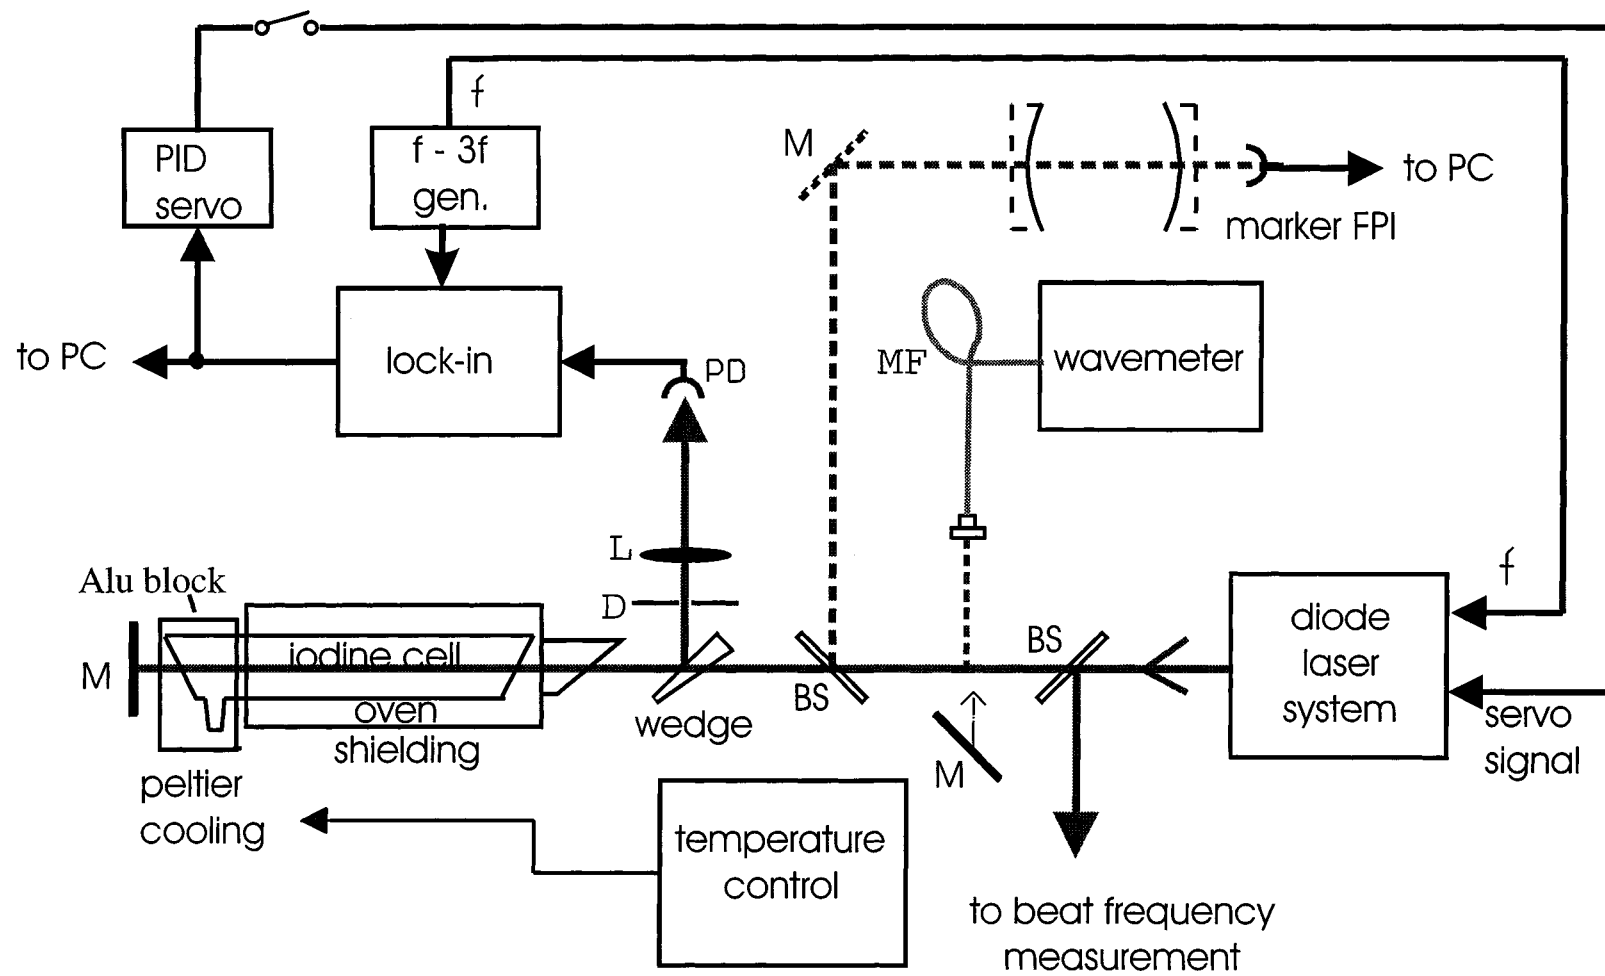 f
PID
servo
f - 3f
gen.
M
to PC
marker FPI
to PC
lock-in
PD
MF
wavemeter
L
D
Alu block
M
iodine cell
oven
shielding
wedge
BS
BS
M
f
diode
laser
system
servo
signal
peltier
cooling
temperature
control
to beat frequency
measurement